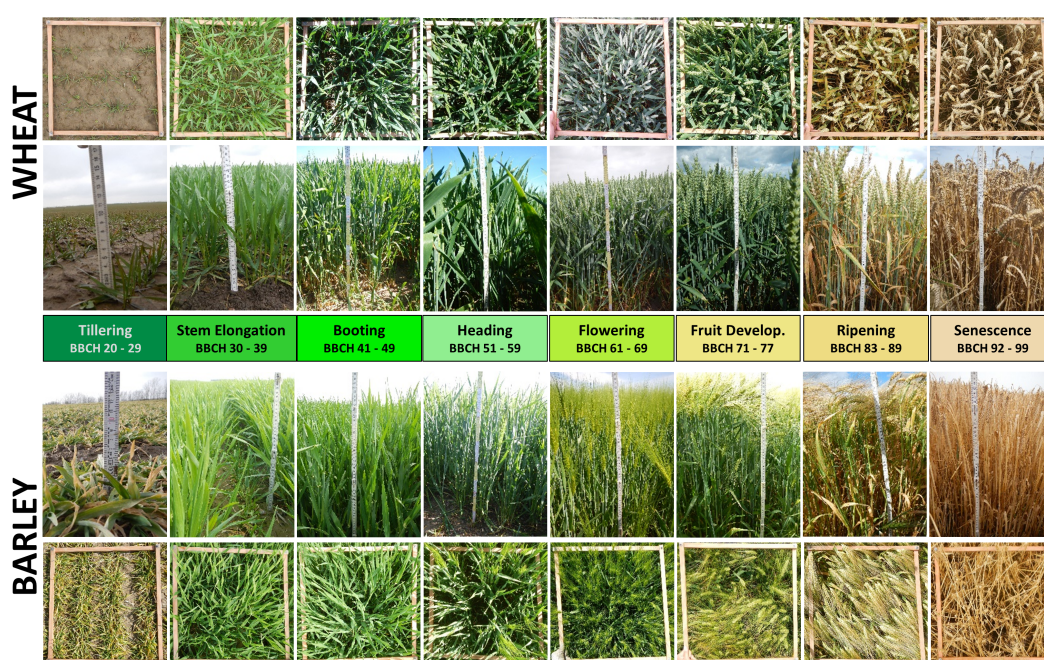 WHEAT
Tillering
BBCH 20 - 29
Stem Elongation
BBCH 30 - 39
Booting
BBCH 41 - 49
Heading
BBCH 51 - 59
Flowering
BBCH 61 - 69
Fruit Develop.
BBCH 71 - 77
Ripening
BBCH 83 - 89
Senescence
BBCH 92 - 99
BARLEY